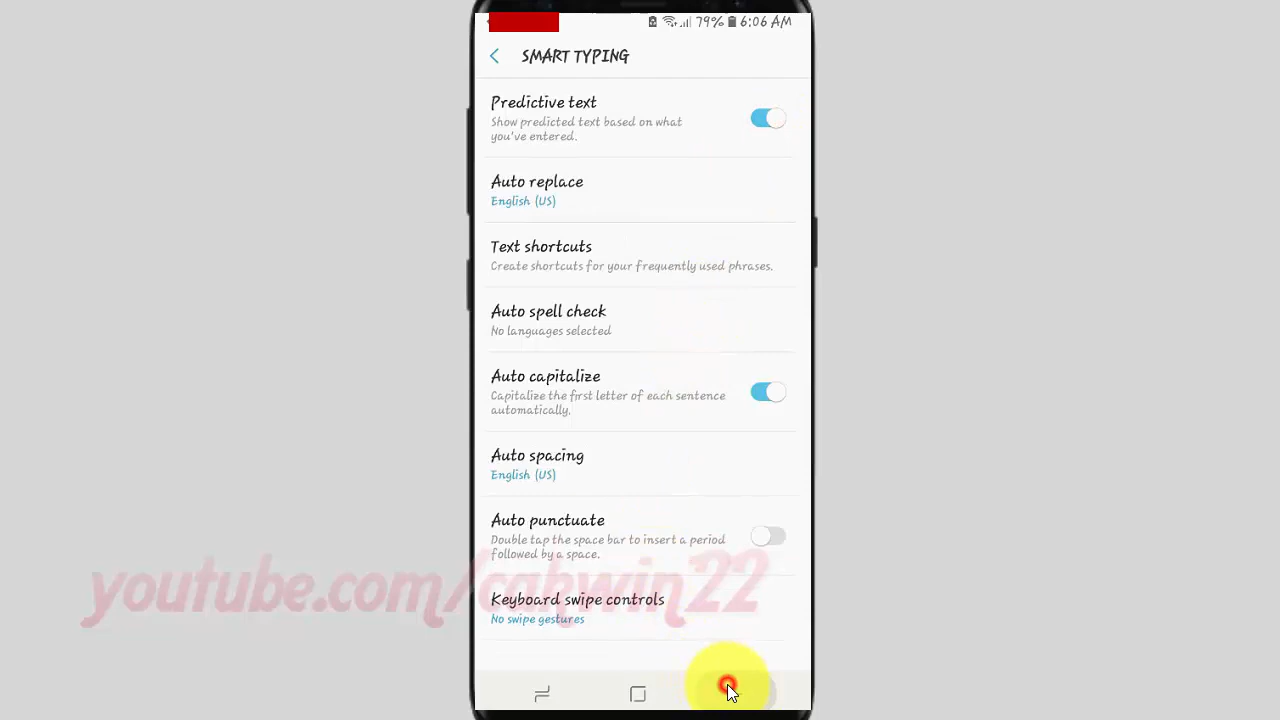 79% 6:06 AM
SMART TYPING
Predictive text
Show predicted text based on what
you've entered.
Auto replace
English (US)
Text shortcuts
Create shortcuts for your frequently used phrases.
Auto spell check
No languages selected
Auto capitalize
Capitalize the first letter of each sentence
automatically.
Auto spacing
English (US)
Auto punctuate
Double tap the space bar to insert a period
followed by a space.
youtube.com/cakwin22
Keyboard swipe controls
No swipe gestures